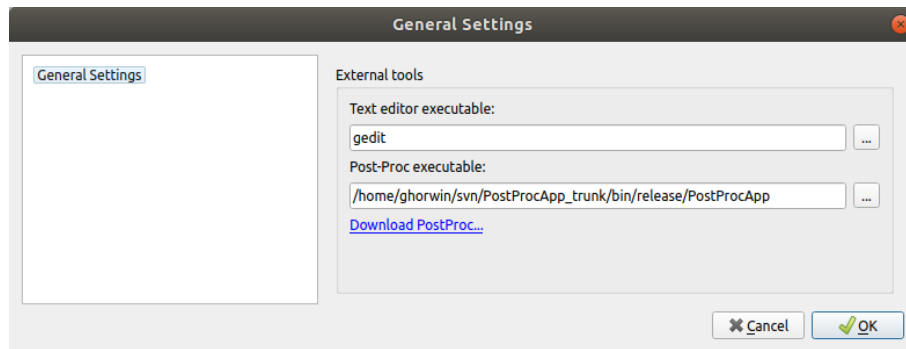 General Settings
General Settings
External tools
Text editor executable:
gedit
...
Post-Proc executable:
/home/ghorwin/svn/PostProcApp_trunk/bin/release/PostProcApp
...
Download PostProc...
Cancel
OK